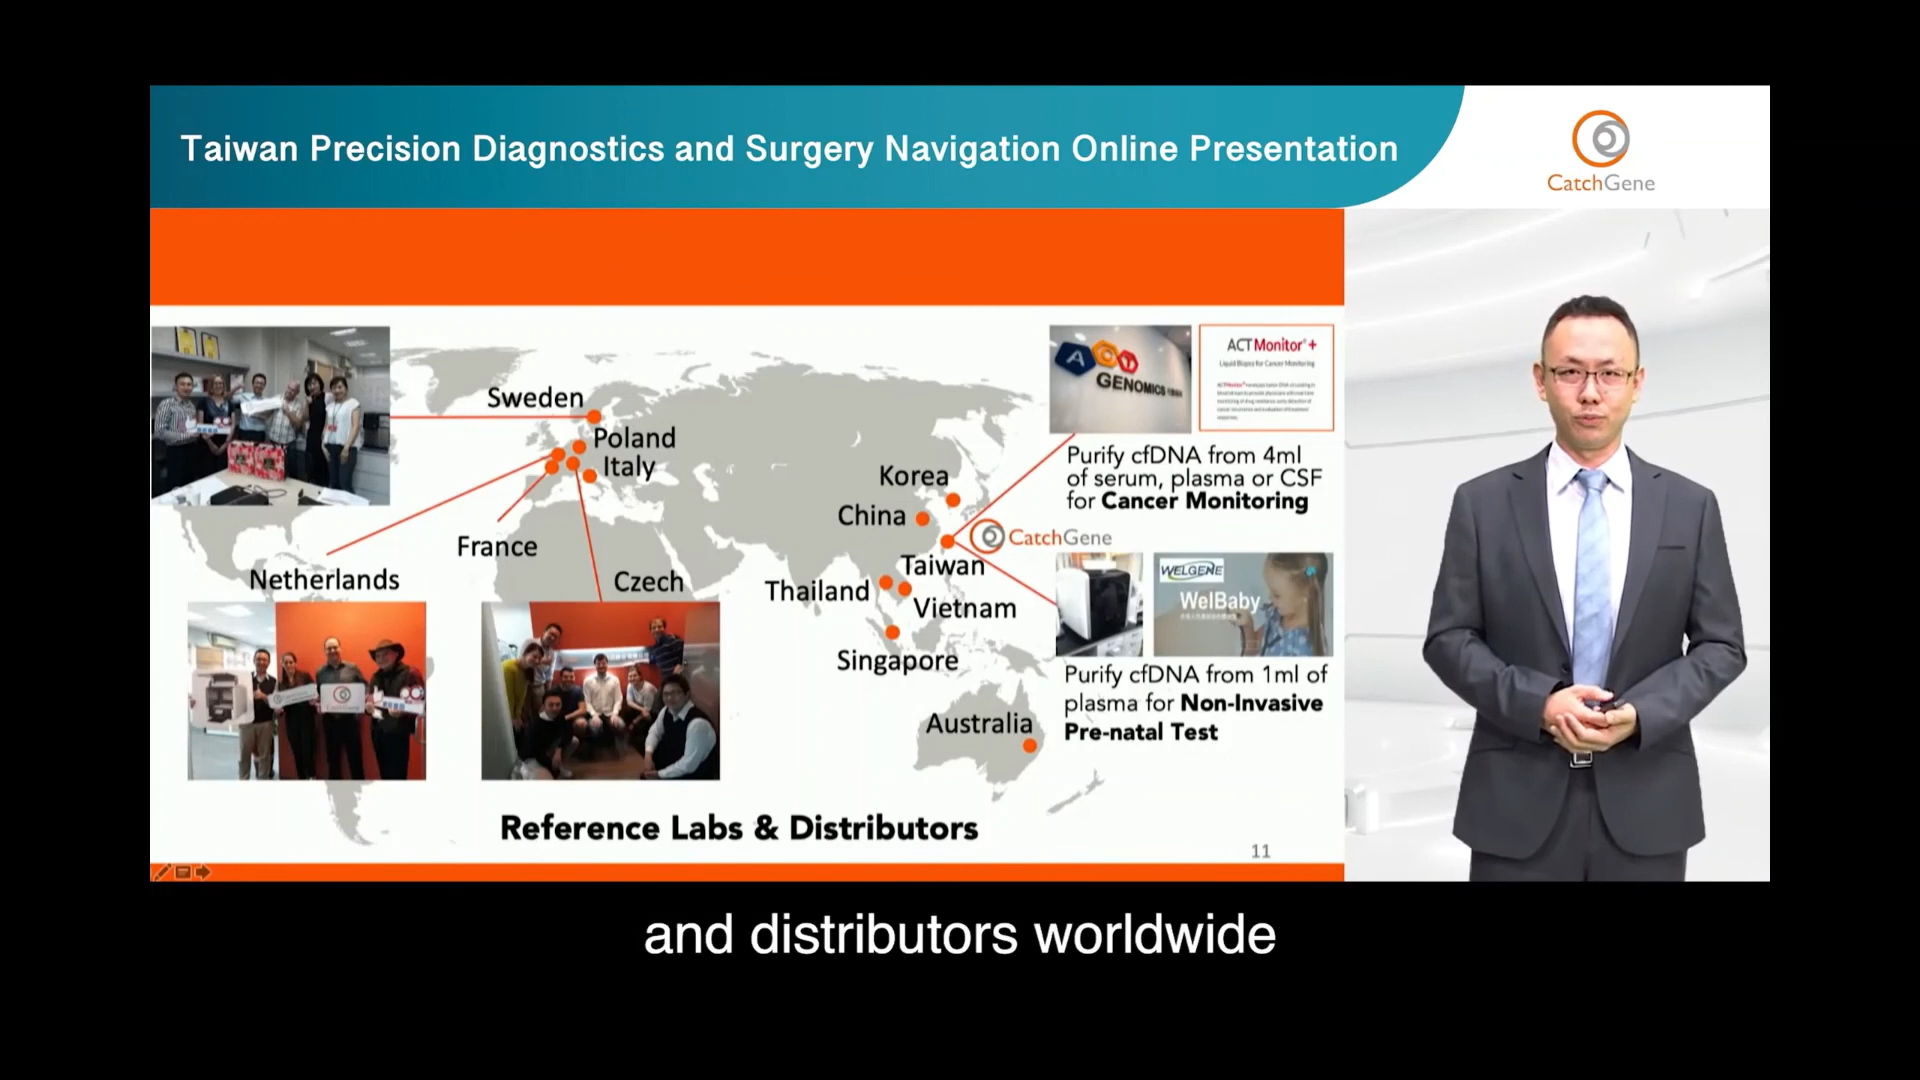 Taiwan Precision Diagnostics and Surgery Navigation Online Presentation
CatchGene
Sweden
Poland
Italy
France
Netherlands
Czech
Korea
China
CatchGene
Taiwan
Thailand
Vietnam
Singapore
Australia
GENOMICS
ACTMonitor®+
Liquid Biopsy for Cancer Monitoring
Purify cfDNA from 4ml
of serum, plasma or CSF
for Cancer Monitoring
WELGENE
WelBaby
Purify cfDNA from 1ml of
plasma for Non-Invasive
Pre-natal Test
Reference Labs & Distributors
11
and distributors worldwide